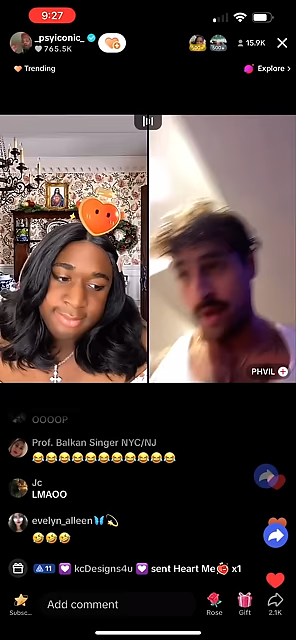 9:27
_psyiconic_
765.5K
15.9K
Trending
Explore >
PHVIL
OOOOP
Prof. Balkan Singer NYC/NJ
😂😂😂😂😂😂😂😂😂😂😂
Jc
LMAOO
evelyn_alleen🦋💫
🤣🤣🤣
11 kcDesigns4u sent Heart Me x1
Subsc...
Add comment
Rose
Gift
2.1K